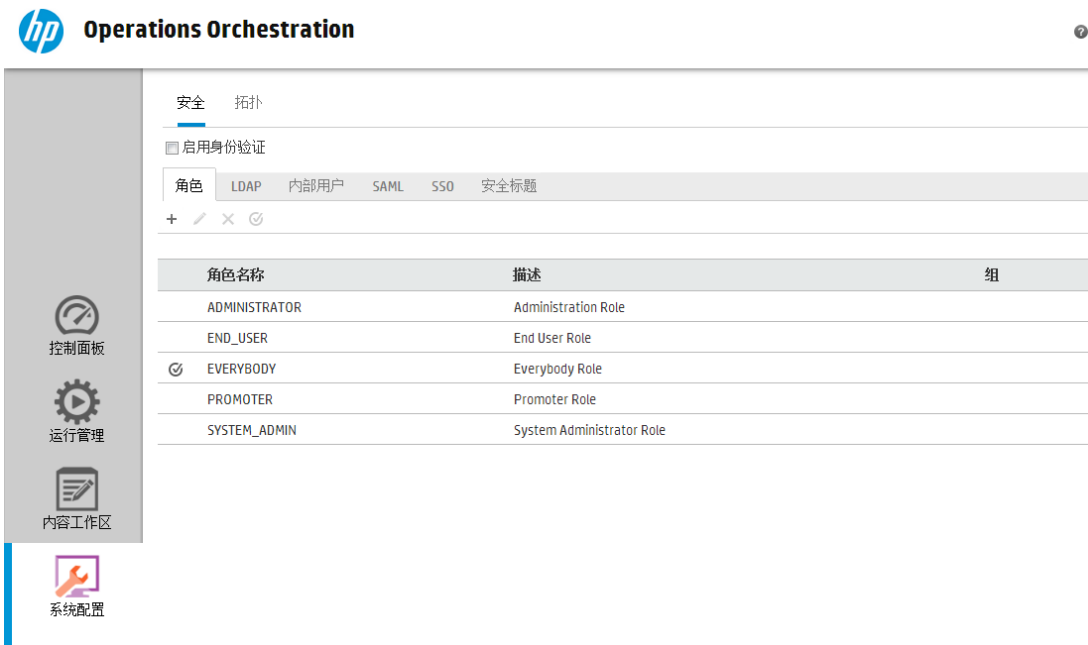 hp Operations Orchestration ?
安全 拓扑
启用身份验证
角色 LDAP 内部用户 SAML SSO 安全标题
角色名称 描述 组
ADMINISTRATOR Administration Role
END_USER End User Role
EVERYBODY Everybody Role
PROMOTER Promoter Role
SYSTEM_ADMIN System Administrator Role
控制面板
运行管理
内容工作区
系统配置